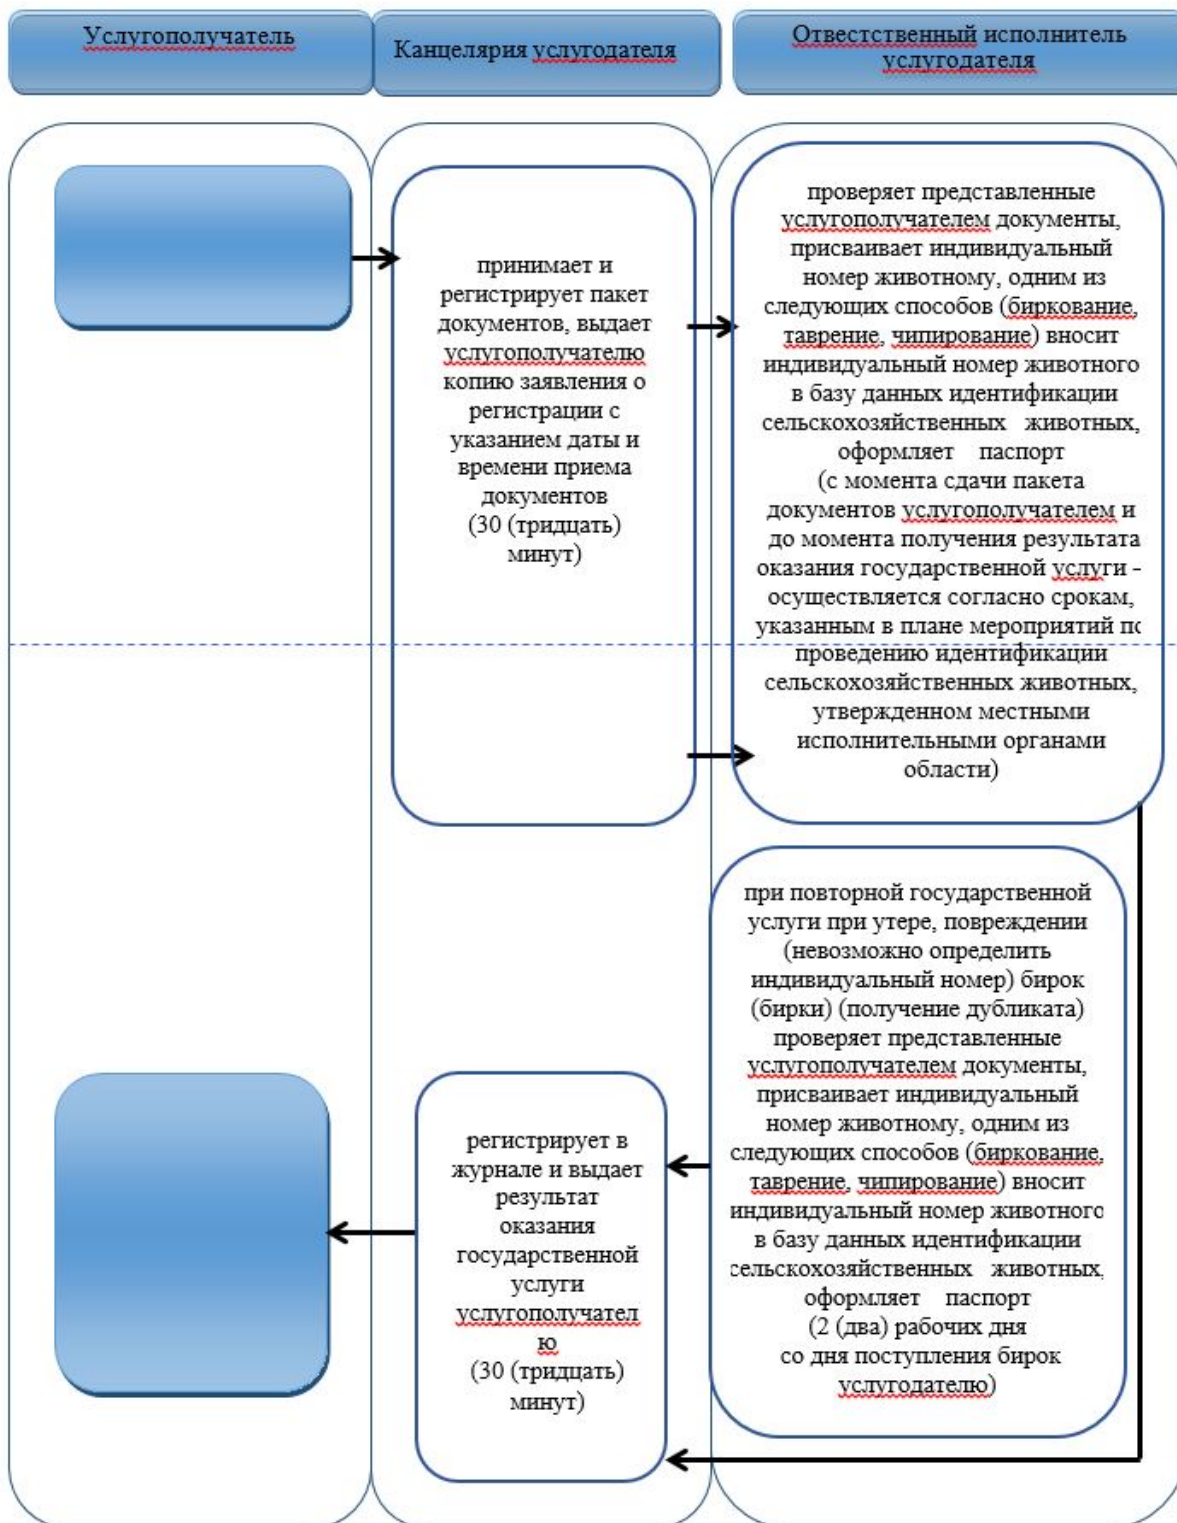 Услугополучатель
Канцелярия услугодателя
Отвестственный исполнитель
услугодателя
принимает и
регистрирует пакет
документов, выдает
услугополучателю
копию заявления о
регистрации с
указанием даты и
времени приема
документов
(30 (тридцать)
минут)
проверяет представленные
услугополучателем документы,
присваивает индивидуальный
номер животному, одним из
следующих способов (биркование,
таврение, чипирование) вносит
индивидуальный номер животного
в базу данных идентификации
сельскохозяйственных животных,
оформляет паспорт
(с момента сдачи пакета
документов услугополучателем и
до момента получения результата
оказания государственной услуги -
осуществляется согласно срокам,
указанным в плане мероприятий по
проведению идентификации
сельскохозяйственных животных,
утвержденном местными
исполнительными органами
области)
при повторной государственной
услуги при утере, повреждении
(невозможно определить
индивидуальный номер) бирок
(бирки) (получение дубликата)
проверяет представленные
услугополучателем документы,
присваивает индивидуальный
номер животному, одним из
следующих способов (биркование,
таврение, чипирование) вносит
индивидуальный номер животного
в базу данных идентификации
сельскохозяйственных животных,
оформляет паспорт
(2 (два) рабочих дня
со дня поступления бирок
услугодателю)
регистрирует в
журнале и выдает
результат
оказания
государственной
услуги
услугополучател
ю
(30 (тридцать)
минут)